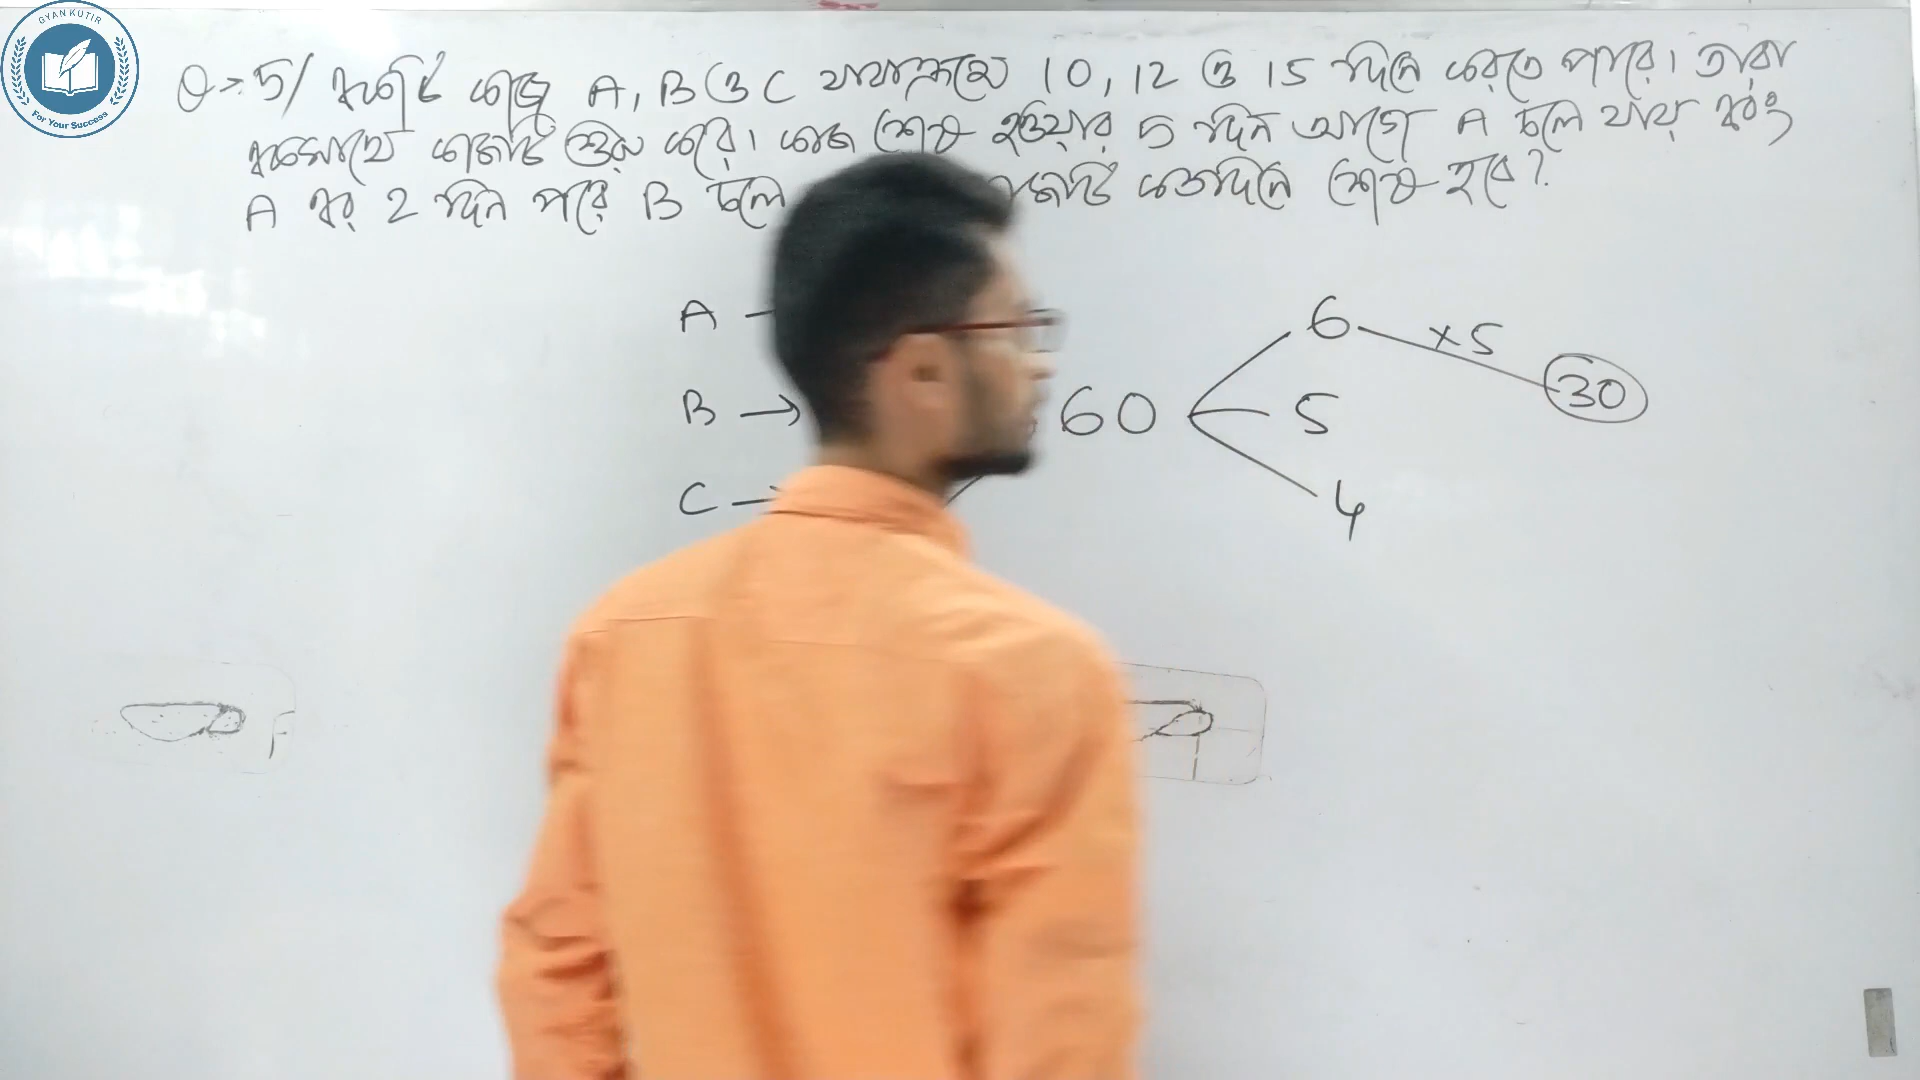 GYAN KUTIR
For Your Success
Q → 5/ একটি কাজ A, B ও C যথাক্রমে 10, 12 ও 15 দিনে করতে পারে। তারা
একসাথে কাজটি শুরু করে। কাজ শেষ হওয়ার 5 দিন আগে A চলে যায় এবং
A এর 2 দিন পরে B চলে কতদিনে শেষ হবে?
A – 6 ×5 30
B → 60 5
C → 4